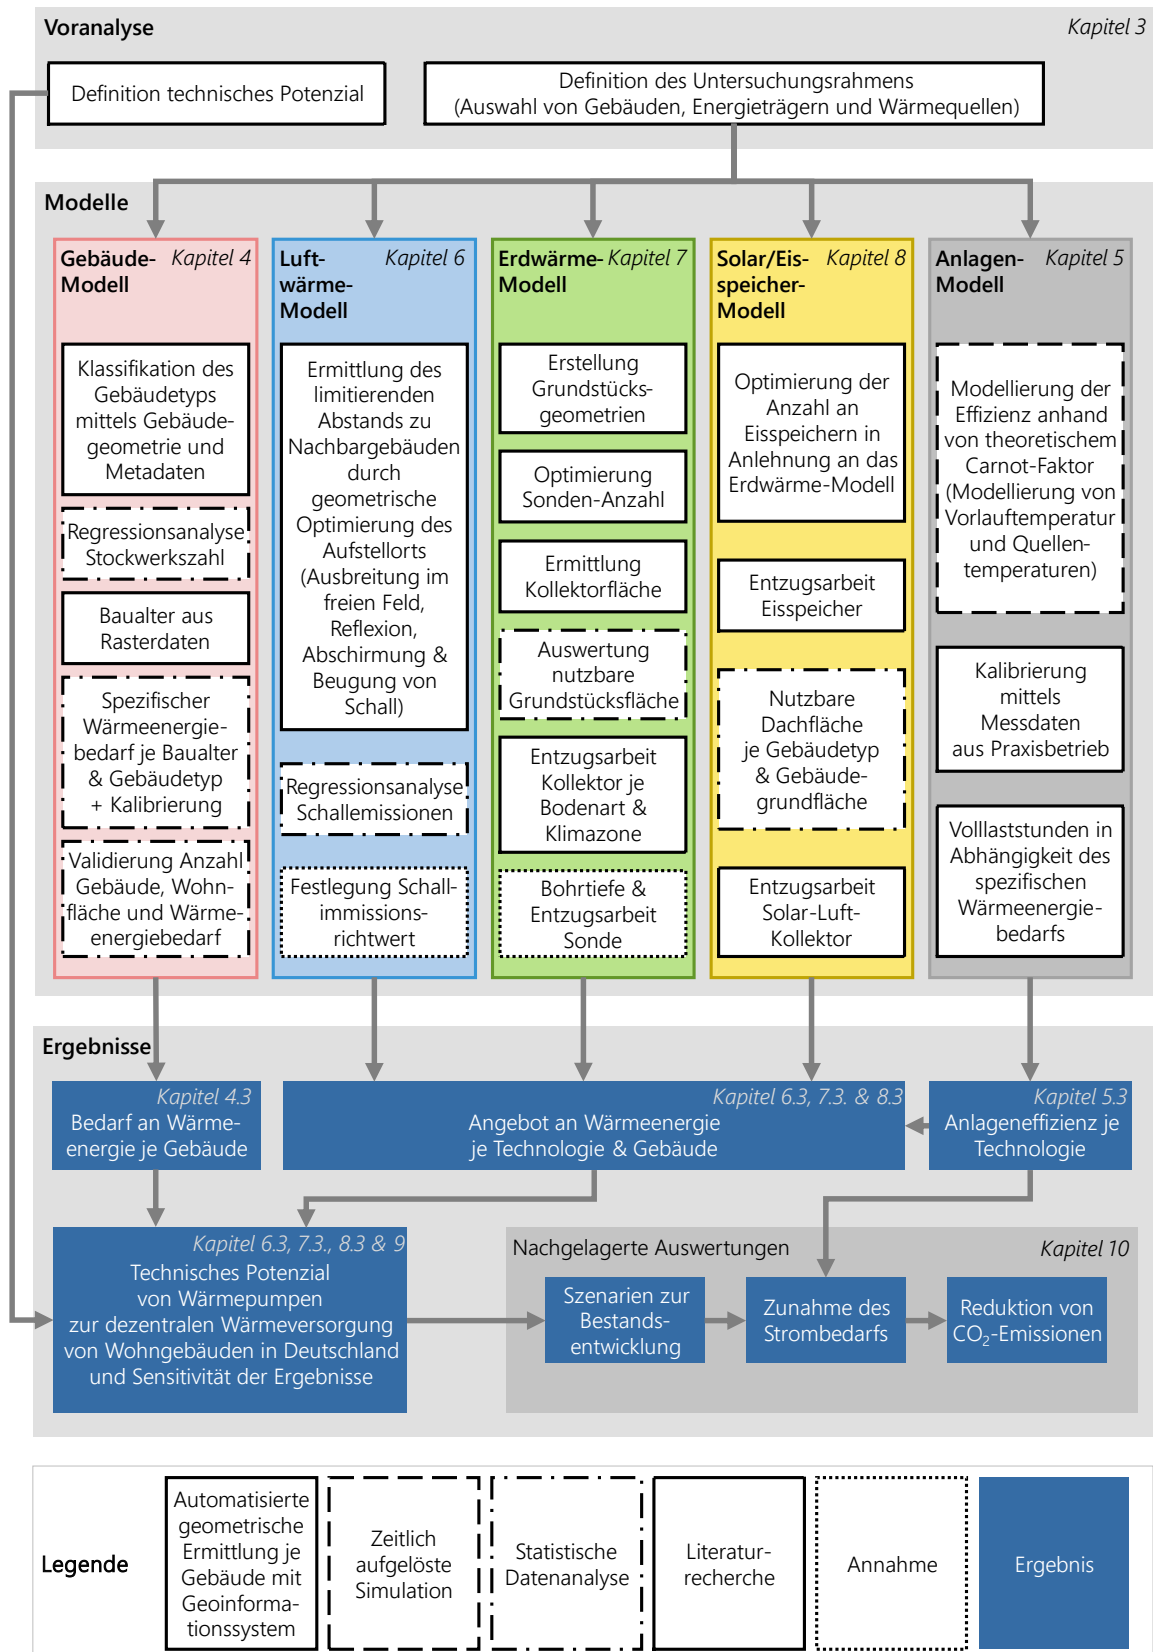 Voranalyse
Kapitel 3
Definition technisches Potenzial
Definition des Untersuchungsrahmens
(Auswahl von Gebäuden, Energieträgern und Wärmequellen)
Modelle
Gebäude-
Modell
Kapitel 4
Klassifikation des
Gebäudetyps
mittels Gebäude-
geometrie und
Metadaten
Regressionsanalyse
Stockwerkszahl
Baualter aus
Rasterdaten
Spezifischer
Wärmeenergie-
bedarf je Baualter
& Gebäudetyp
+ Kalibrierung
Validierung Anzahl
Gebäude, Wohn-
fläche und Wärme-
energiebedarf
Luft-
wärme-
Modell
Kapitel 6
Ermittlung des
limitierenden
Abstands zu
Nachbargebäuden
durch
geometrische
Optimierung des
Aufstellorts
(Ausbreitung im
freien Feld,
Reflexion,
Abschirmung &
Beugung von
Schall)
Regressionsanalyse
Schallemissionen
Festlegung Schall-
immissions-
richtwert
Erdwärme-
Modell
Kapitel 7
Erstellung
Grundstücks-
geometrien
Optimierung
Sonden-Anzahl
Ermittlung
Kollektorfläche
Auswertung
nutzbare
Grundstücksfläche
Entzugsarbeit
Kollektor je
Bodenart &
Klimazone
Bohrtiefe &
Entzugsarbeit
Sonde
Solar/Eis-
speicher-
Modell
Kapitel 8
Optimierung der
Anzahl an
Eisspeichern in
Anlehnung an das
Erdwärme-Modell
Entzugsarbeit
Eisspeicher
Nutzbare
Dachfläche
je Gebäudetyp
& Gebäude-
grundfläche
Entzugsarbeit
Solar-Luft-
Kollektor
Anlagen-
Modell
Kapitel 5
Modellierung der
Effizienz anhand
von theoretischem
Carnot-Faktor
(Modellierung von
Vorlauftemperatur
und Quellen-
temperaturen)
Kalibrierung
mittels
Messdaten
aus Praxisbetrieb
Volllaststunden in
Abhängigkeit des
spezifischen
Wärmeenergie-
bedarfs
Ergebnisse
Kapitel 4.3
Bedarf an Wärme-
energie je Gebäude
Kapitel 6.3, 7.3. & 8.3
Angebot an Wärmeenergie
je Technologie & Gebäude
Kapitel 5.3
Anlageneffizienz je
Technologie
Kapitel 6.3, 7.3., 8.3 & 9
Technisches Potenzial
von Wärmepumpen
zur dezentralen Wärmeversorgung
von Wohngebäuden in Deutschland
und Sensitivität der Ergebnisse
Nachgelagerte Auswertungen
Kapitel 10
Szenarien zur
Bestands-
entwicklung
Zunahme des
Strombedarfs
Reduktion von
CO₂-Emissionen
Legende
Automatisierte
geometrische
Ermittlung je
Gebäude mit
Geoinforma-
tionssystem
Zeitlich
aufgelöste
Simulation
Statistische
Datenanalyse
Literatur-
recherche
Annahme
Ergebnis